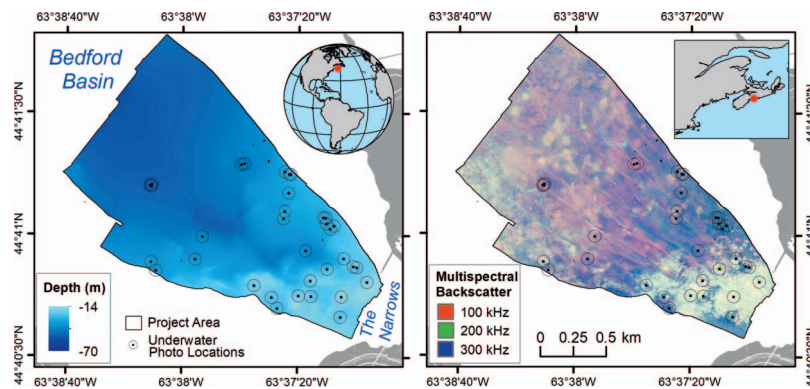 63°38'40"W 63°38'W 63°37'20"W
63°38'40"W 63°38'W 63°37'20"W
Bedford
Basin
44°41'30"N
44°41'N
44°40'30"N
Depth (m)
-14
-70
Project Area
Underwater
Photo Locations
The Narrows
63°38'40"W 63°38'W 63°37'20"W
63°38'40"W 63°38'W 63°37'20"W
Multispectral
Backscatter
100 kHz
200 kHz
300 kHz
0 0.25 0.5 km
44°41'N